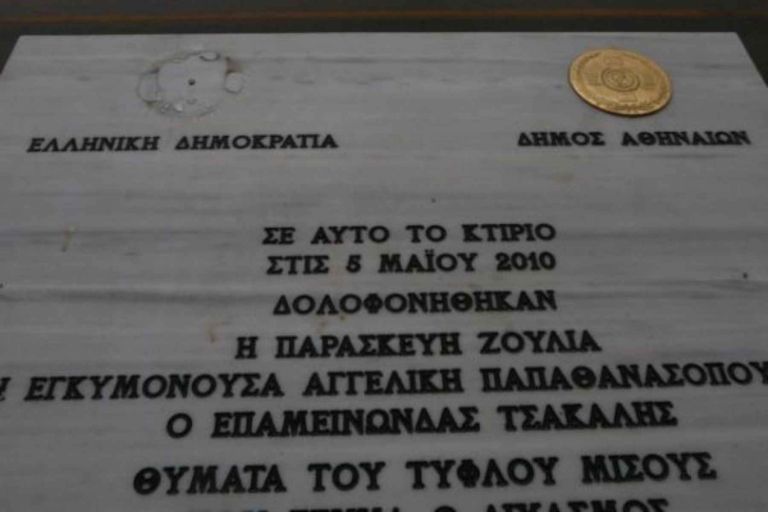 ΕΛΛΗΝΙΚΗ ΔΗΜΟΚΡΑΤΙΑ
ΔΗΜΟΣ ΑΘΗΝΑΙΩΝ
ΣΕ ΑΥΤΟ ΤΟ ΚΤΙΡΙΟ
ΣΤΙΣ 5 ΜΑΪΟΥ 2010
ΔΟΛΟΦΟΝΗΘΗΚΑΝ
Η ΠΑΡΑΣΚΕΥΗ ΖΟΥΛΙΑ
Η ΕΓΚΥΜΟΝΟΥΣΑ ΑΓΓΕΛΙΚΗ ΠΑΠΑΘΑΝΑΣΟΠΟΥ
Ο ΕΠΑΜΕΙΝΩΝΔΑΣ ΤΣΑΚΑΛΗΣ
ΘΥΜΑΤΑ ΤΟΥ ΤΥΦΛΟΥ ΜΙΣΟΥΣ
Ο ΔΙΧΑΣΜΟΣ